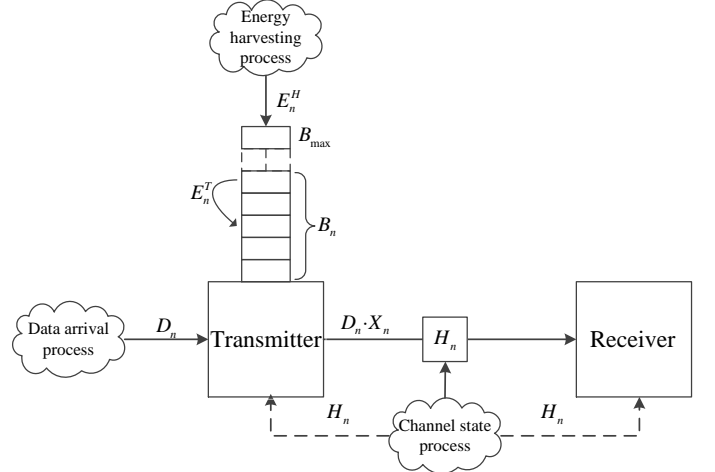 Energy
harvesting
process
E_n^H
B_max
E_n^T
B_n
Data arrival
process
D_n
Transmitter
D_n·X_n
H_n
Receiver
H_n
Channel state
process
H_n